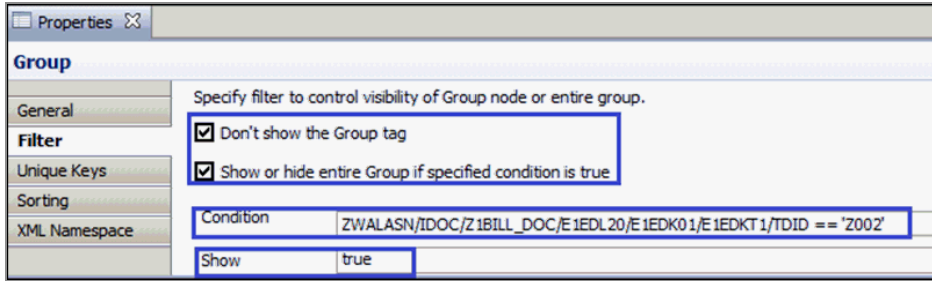 Properties
Group
General
Filter
Unique Keys
Sorting
XML Namespace
Specify filter to control visibility of Group node or entire group.
Don't show the Group tag
Show or hide entire Group if specified condition is true
Condition ZWALASN/IDOC/Z1BILL_DOC/E1EDL20/E1EDK01/E1EDKT1/TDID == 'Z002'
Show true